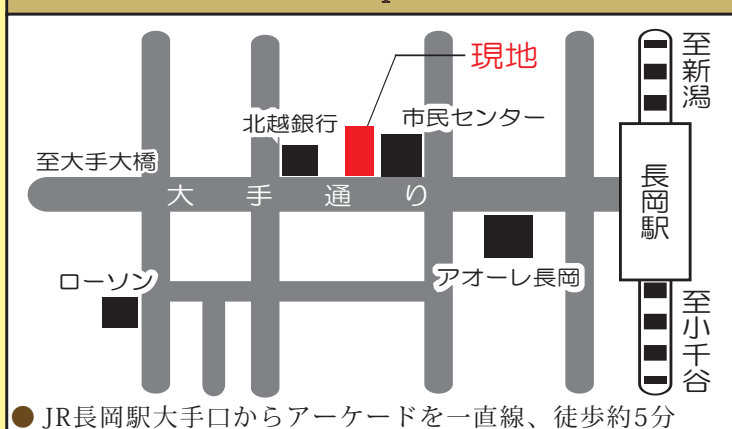 現地
至新潟
市民センター
北越銀行
至大手大橋
大手通り
長岡駅
アオーレ長岡
ローソン
至小千谷
● JR長岡駅大手口からアーケードを一直線、徒歩約5分